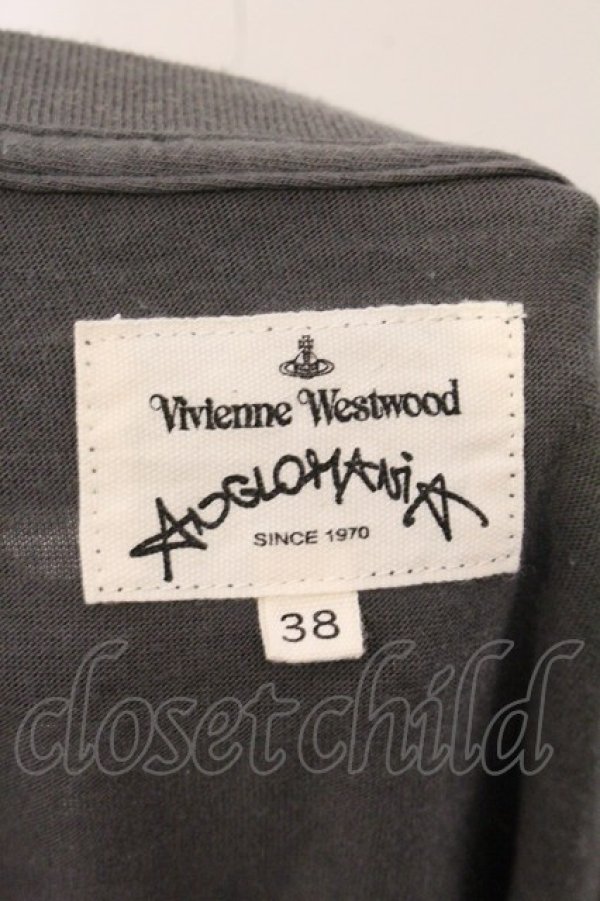 Vivienne Westwood
ANGLOMANIA
SINCE 1970
38
closetchild